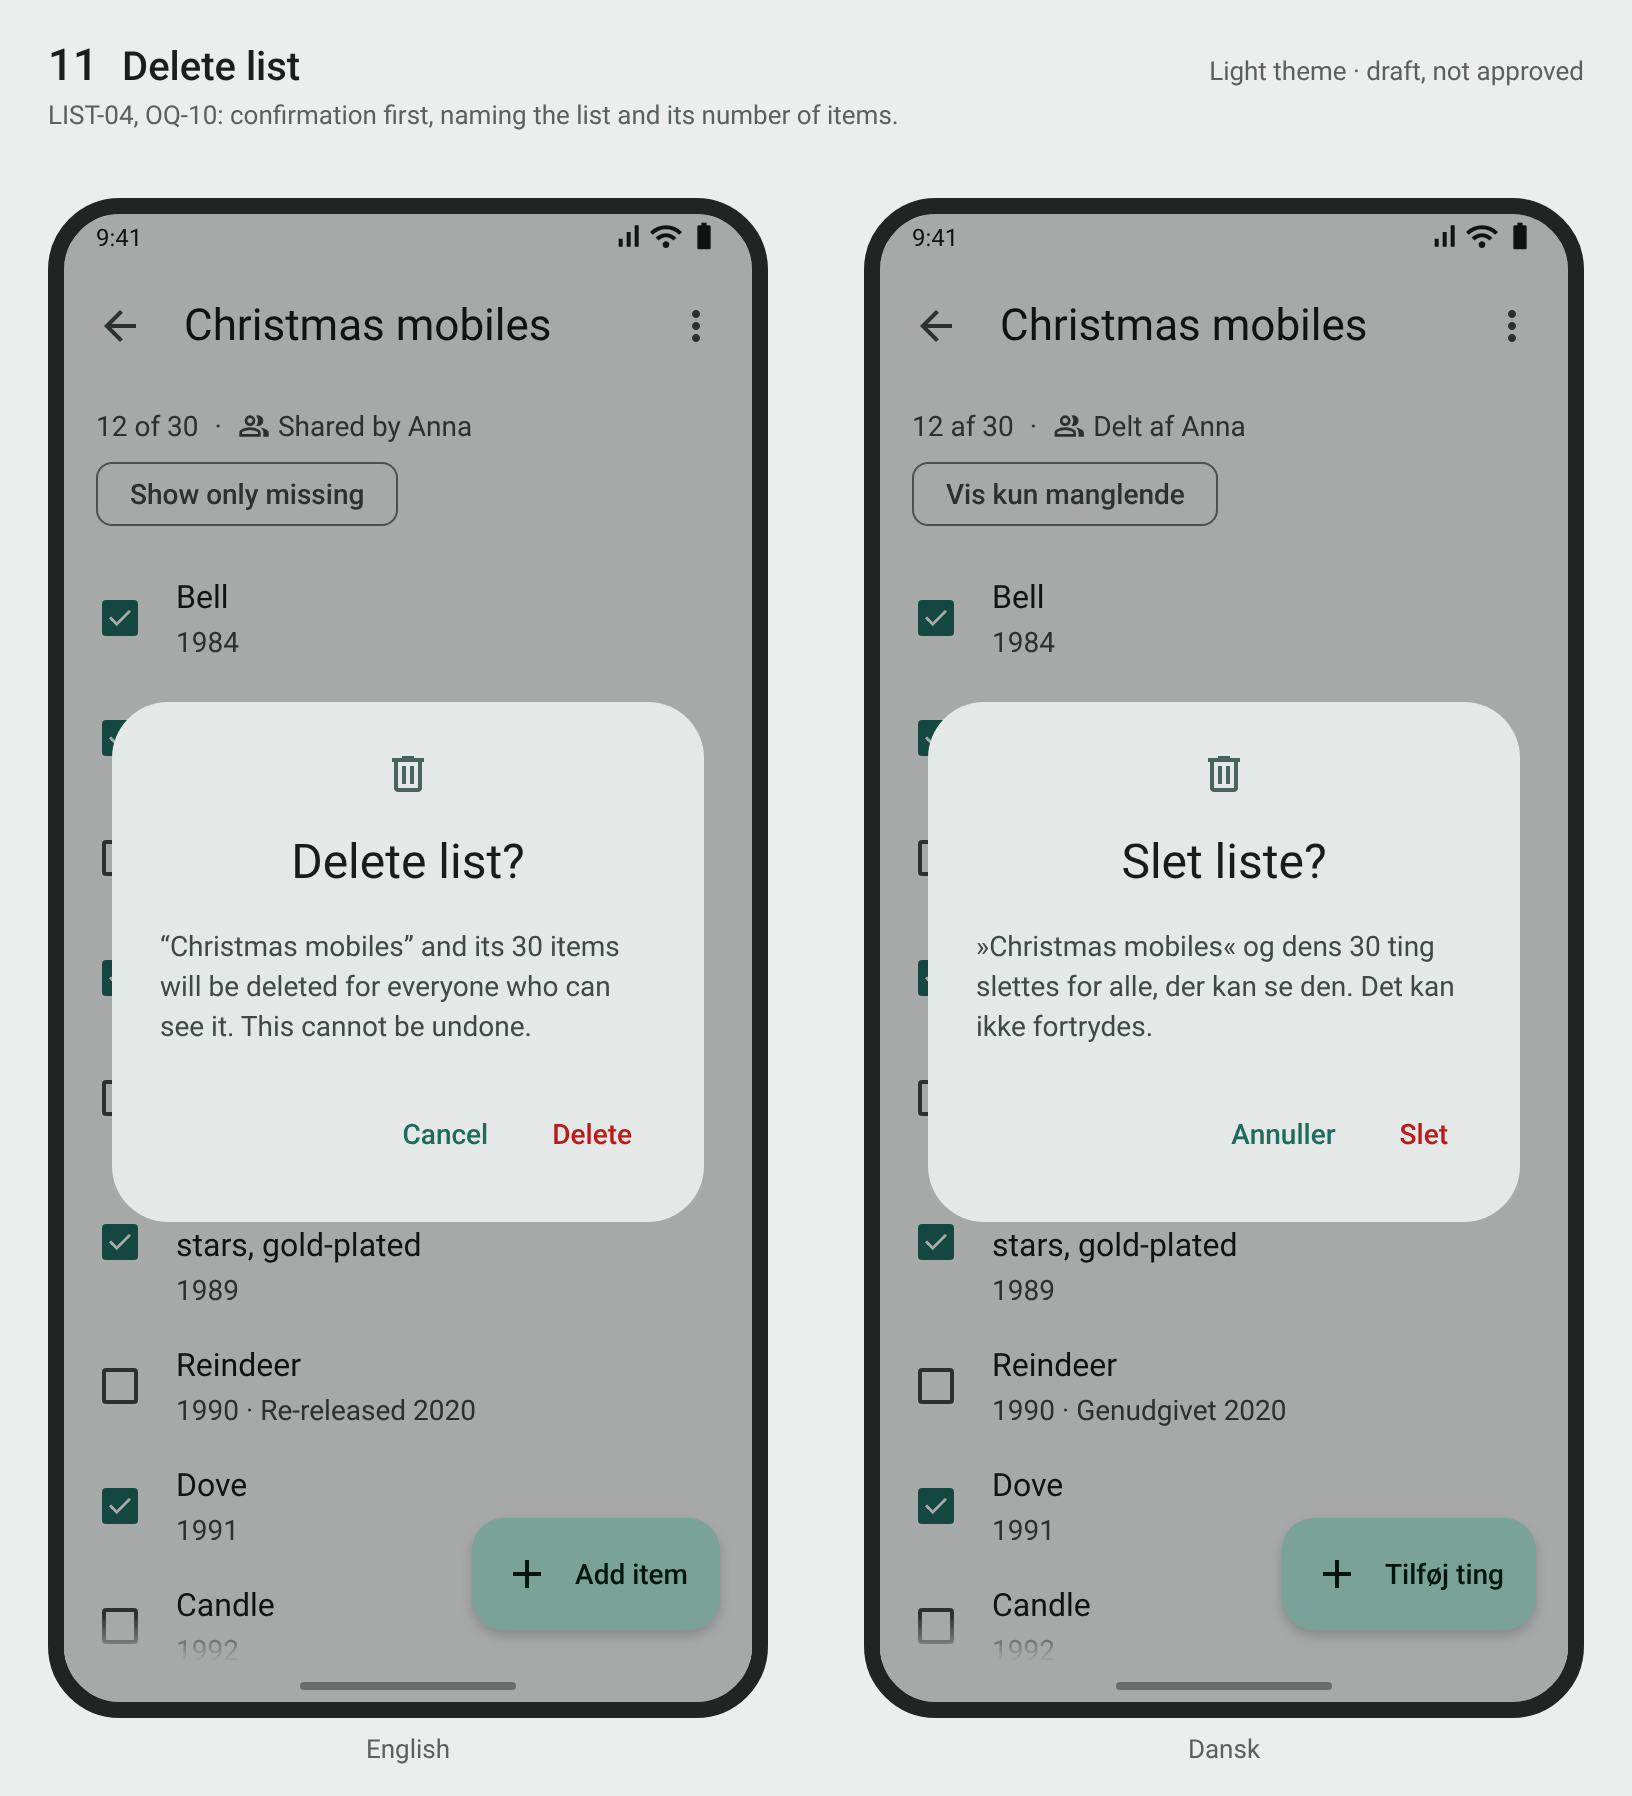 11 Delete list
Light theme · draft, not approved
LIST-04, OQ-10: confirmation first, naming the list and its number of items.
9:41
Christmas mobiles
12 of 30 · Shared by Anna
Show only missing
Bell
1984
Delete list?
“Christmas mobiles” and its 30 items
will be deleted for everyone who can
see it. This cannot be undone.
Cancel Delete
stars, gold-plated
1989
Reindeer
1990 · Re-released 2020
Dove
1991
Add item
Candle
1992
English
9:41
Christmas mobiles
12 af 30 · Delt af Anna
Vis kun manglende
Bell
1984
Slet liste?
»Christmas mobiles« og dens 30 ting
slettes for alle, der kan se den. Det kan
ikke fortrydes.
Annuller Slet
stars, gold-plated
1989
Reindeer
1990 · Genudgivet 2020
Dove
1991
Tilføj ting
Candle
1992
Dansk